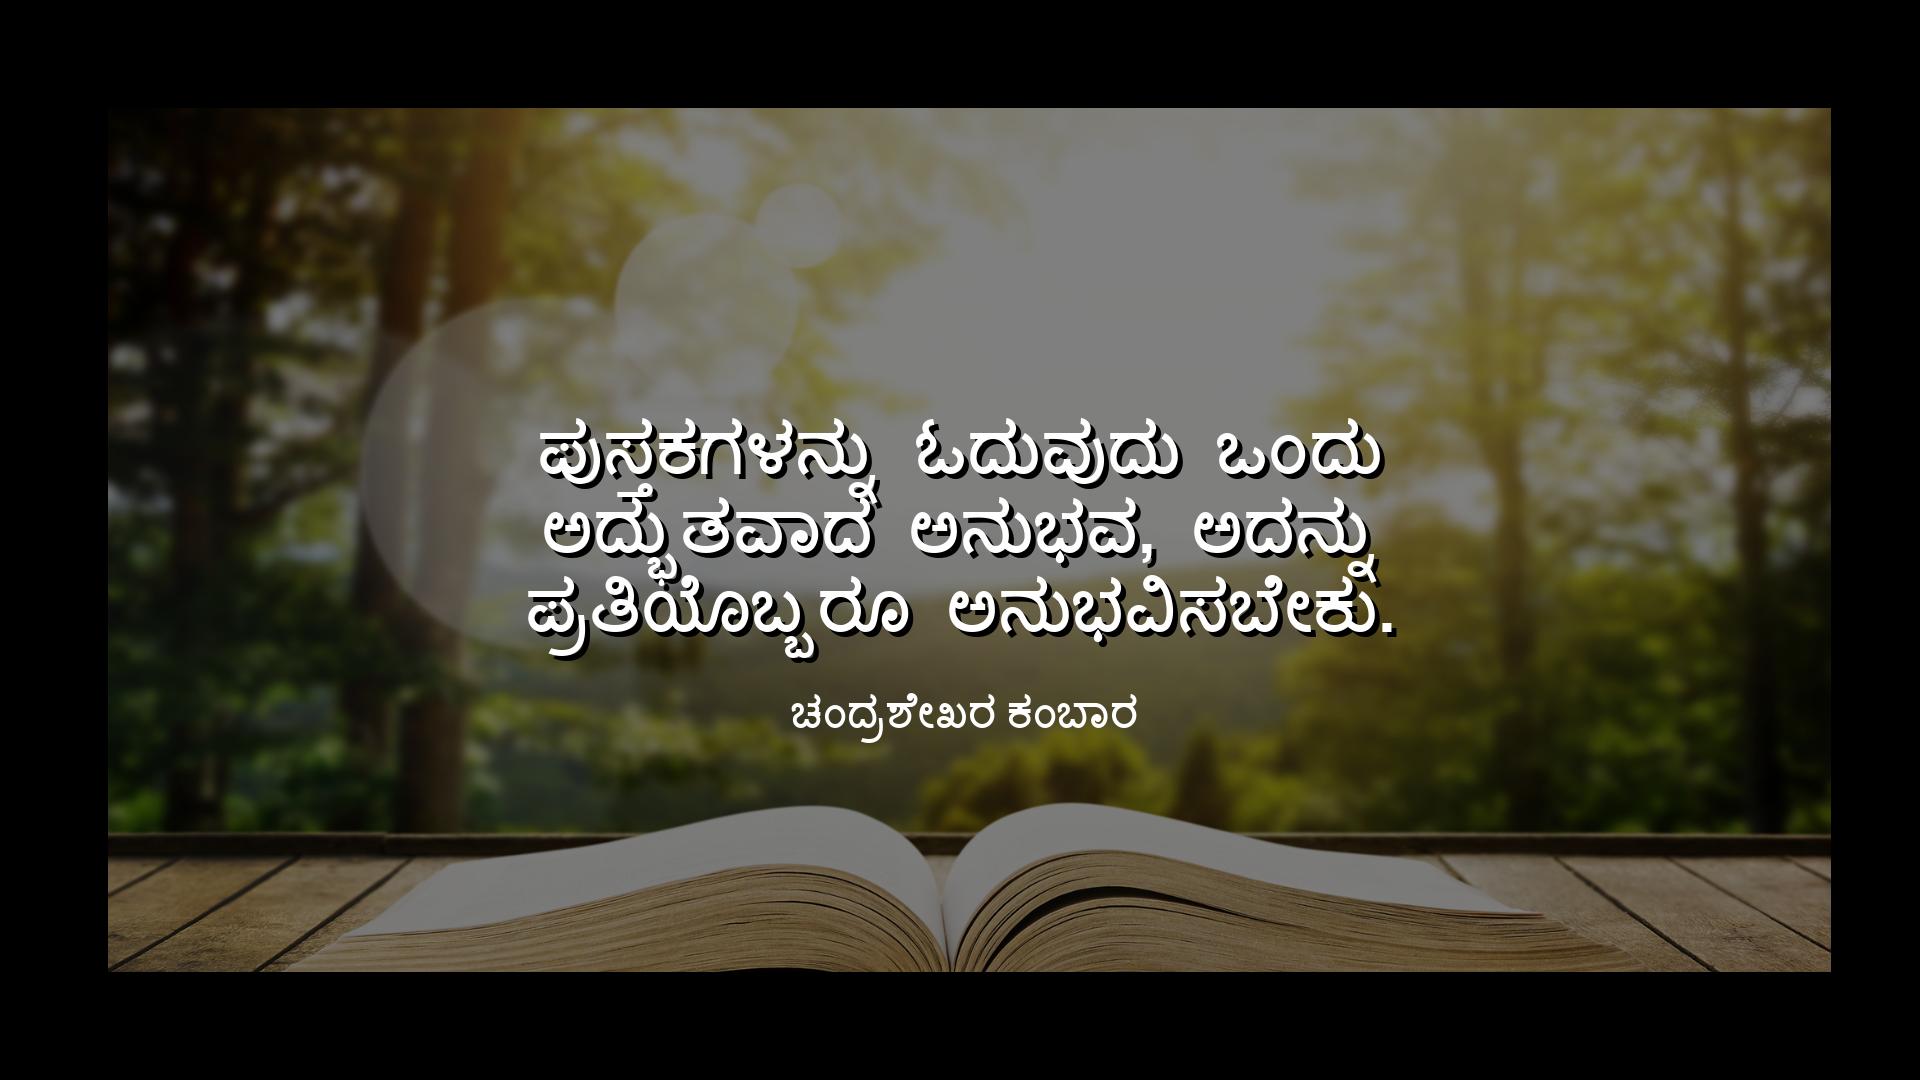 ಪುಸ್ತಕಗಳನ್ನು ಓದುವುದು ಒಂದು
ಅದ್ಭುತವಾದ ಅನುಭವ, ಅದನ್ನು
ಪ್ರತಿಯೊಬ್ಬರೂ ಅನುಭವಿಸಬೇಕು.
ಚಂದ್ರಶೇಖರ ಕಂಬಾರ